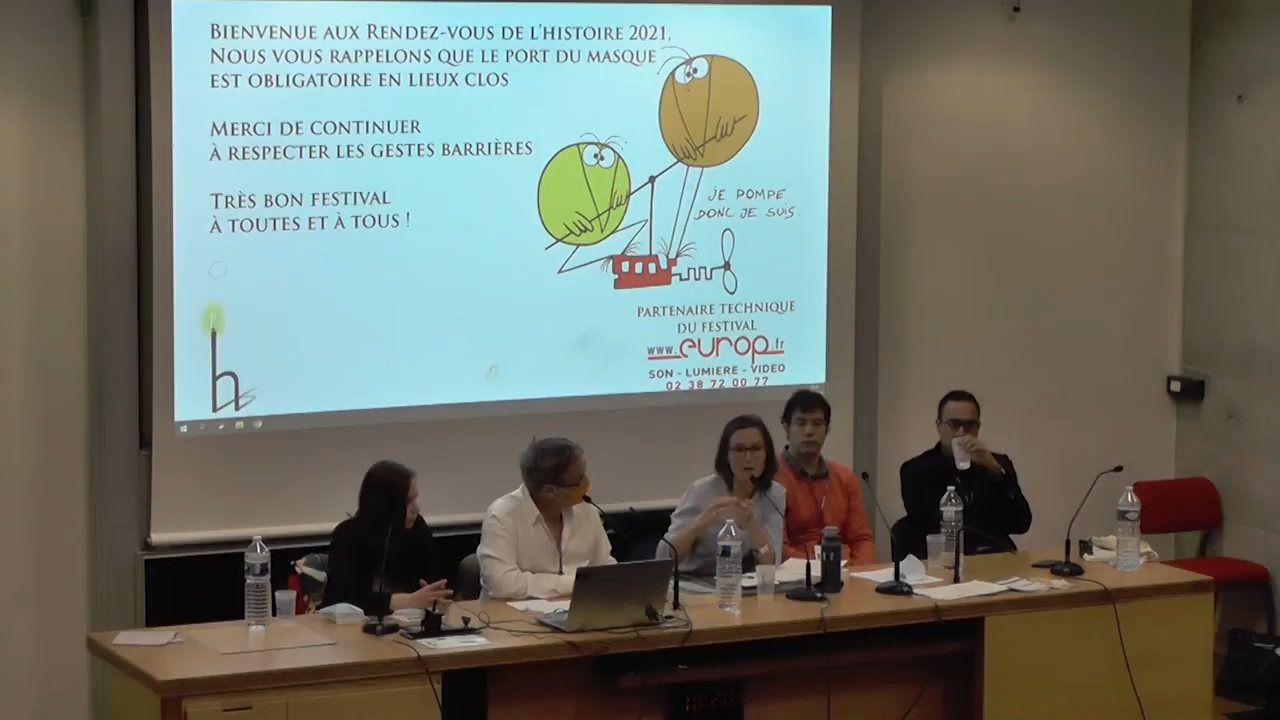 BIENVENUE AUX RENDEZ-VOUS DE L'HISTOIRE 2021,
NOUS VOUS RAPPELONS QUE LE PORT DU MASQUE
EST OBLIGATOIRE EN LIEUX CLOS
MERCI DE CONTINUER
À RESPECTER LES GESTES BARRIÈRES
TRÈS BON FESTIVAL
À TOUTES ET À TOUS !
JE POMPE
DONC JE SUIS
PARTENAIRE TECHNIQUE
DU FESTIVAL
www.europ.fr
SON - LUMIERE - VIDEO
02 38 72 00 77